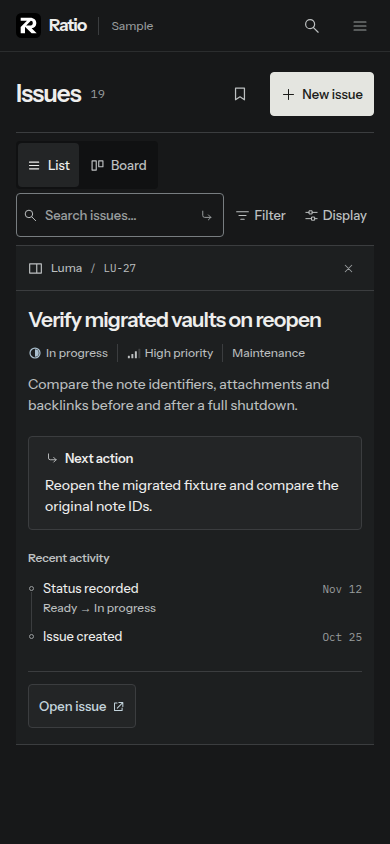 Ratio
Sample
Issues 19
New issue
List
Board
Search issues...
Filter
Display
Luma / LU-27
Verify migrated vaults on reopen
In progress
High priority
Maintenance
Compare the note identifiers, attachments and
backlinks before and after a full shutdown.
Next action
Reopen the migrated fixture and compare the
original note IDs.
Recent activity
Status recorded Nov 12
Ready → In progress
Issue created Oct 25
Open issue